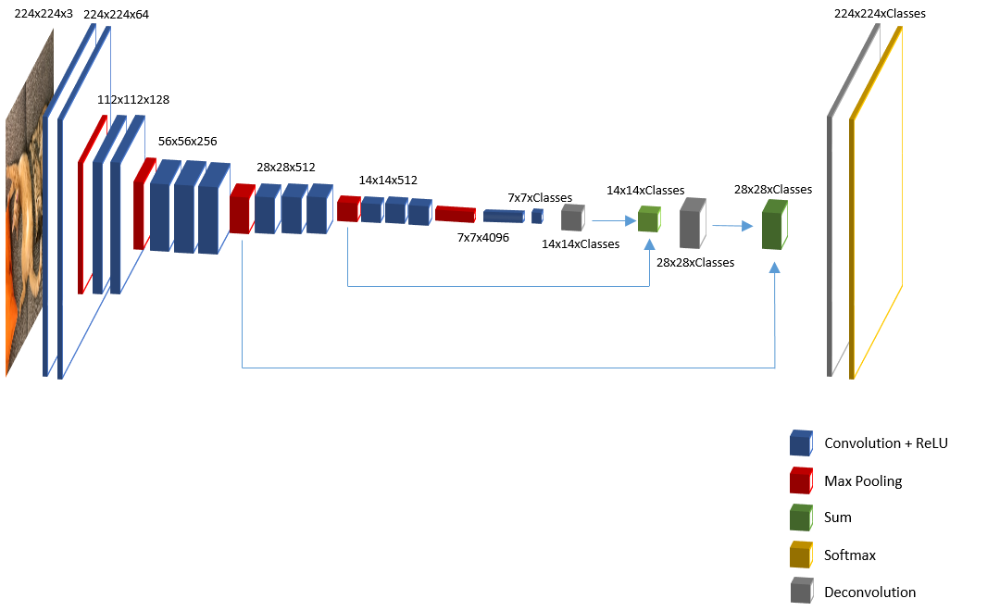 224x224x3
224x224x64
224x224xClasses
112x112x128
56x56x256
28x28x512
14x14x512
7x7xClasses
14x14xClasses
28x28xClasses
7x7x4096
14x14xClasses
28x28xClasses
Convolution + ReLU
Max Pooling
Sum
Softmax
Deconvolution